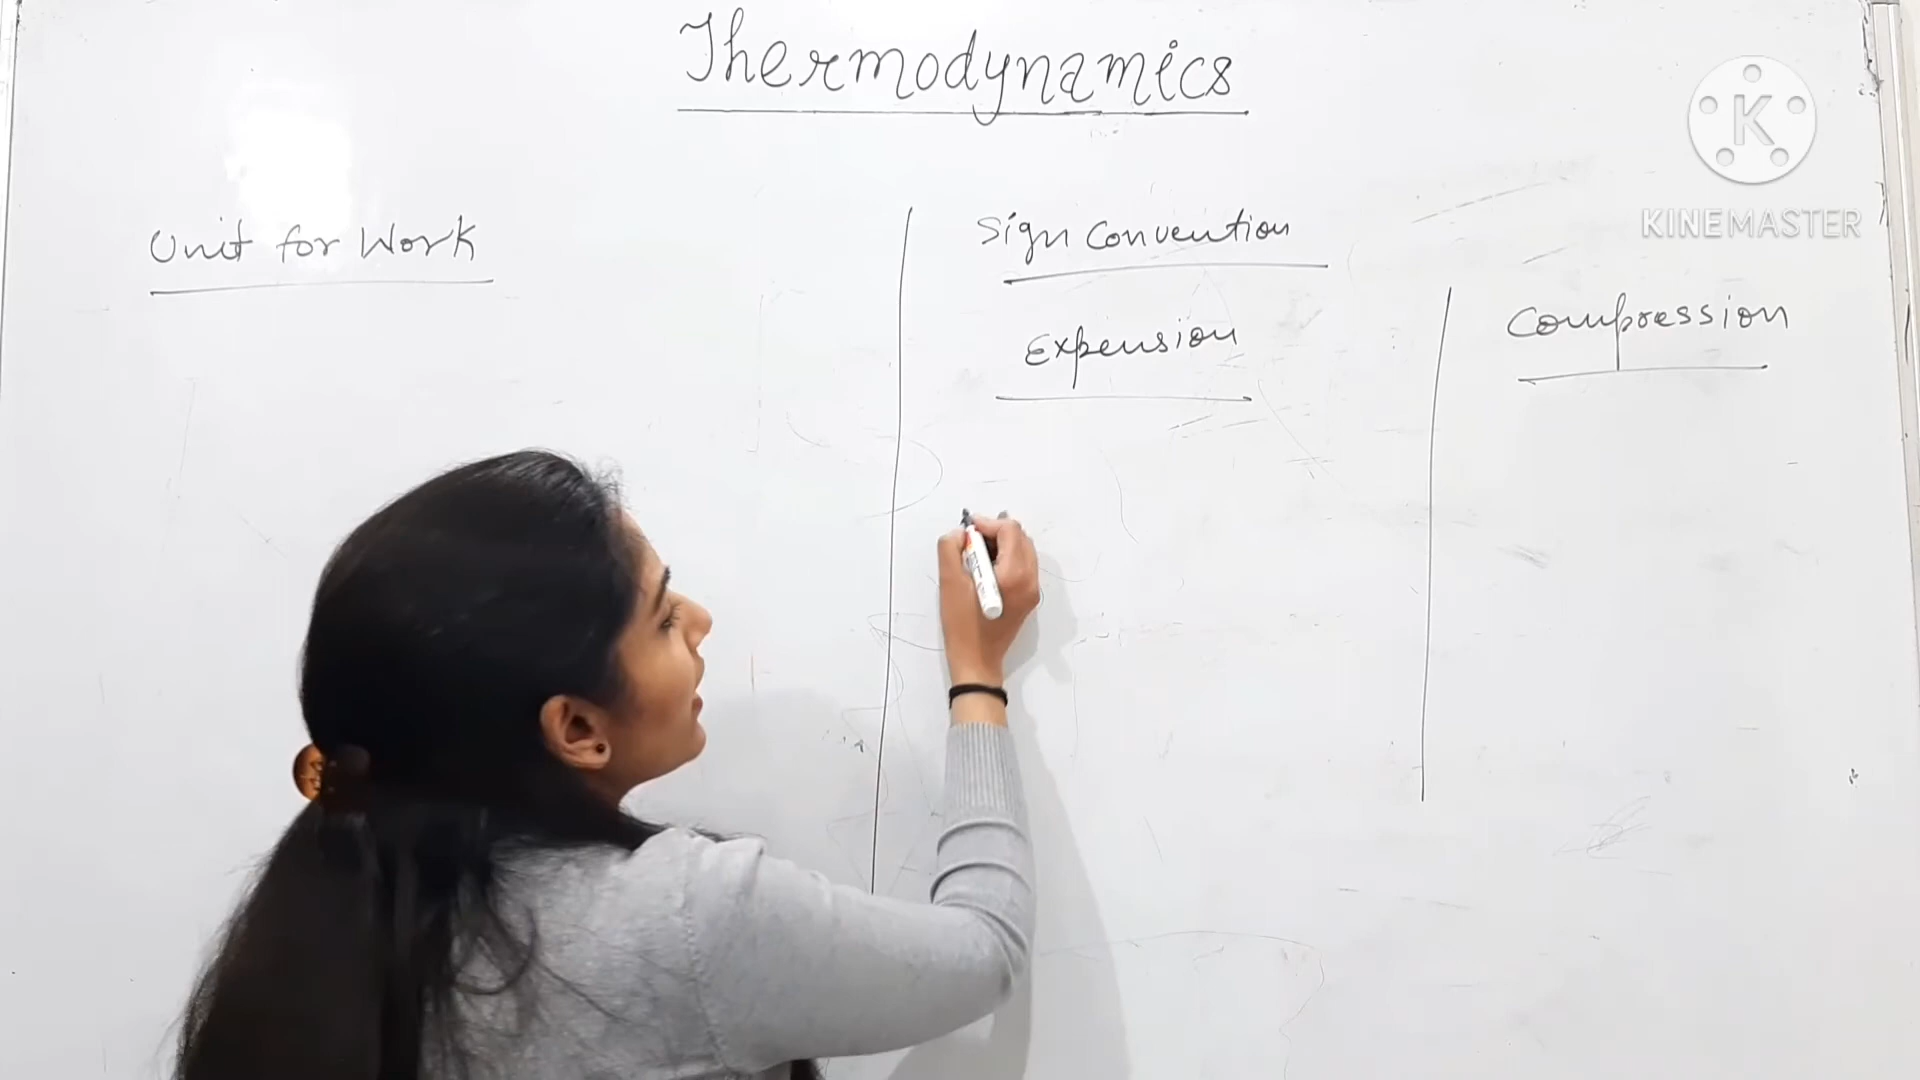 Thermodynamics
Unit for Work
Sign Convention
Expension
Compression
K
KINEMASTER